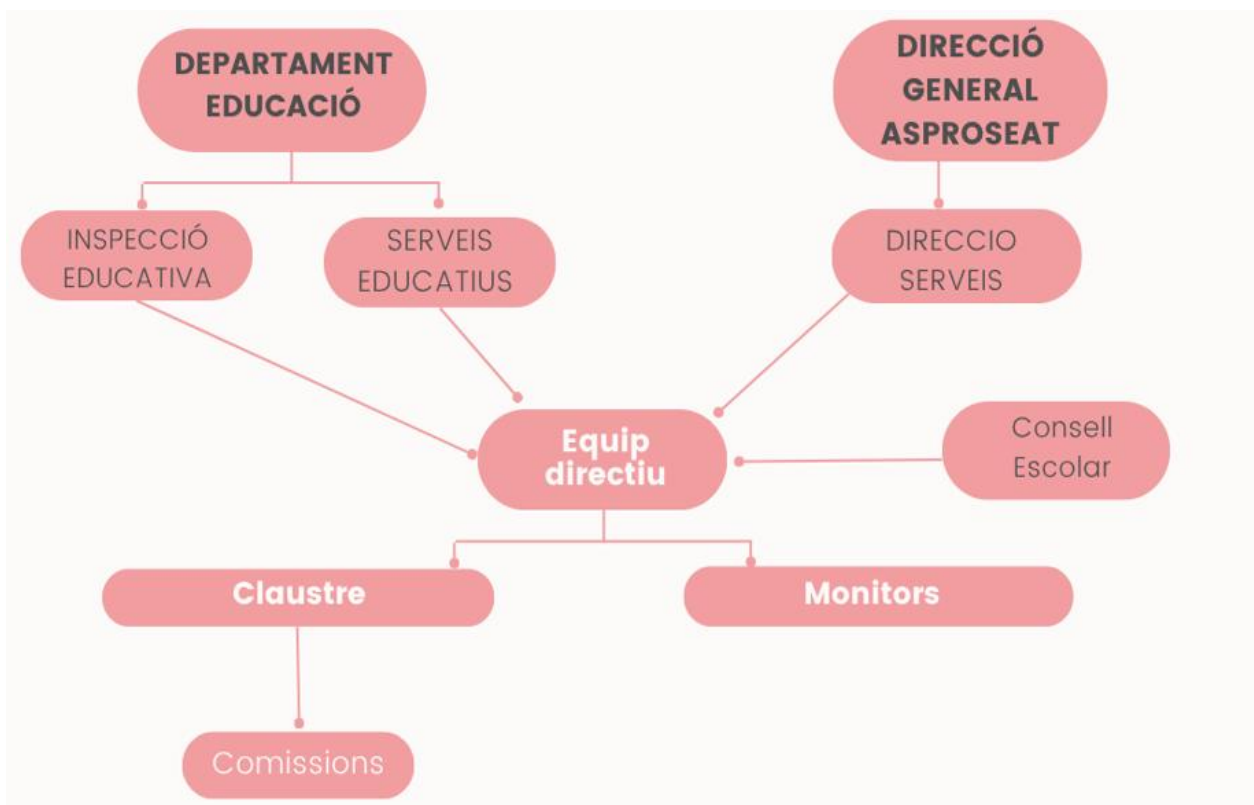 DEPARTAMENT
EDUCACIÓ
DIRECCIÓ
GENERAL
ASPROSEAT
INSPECCIÓ
EDUCATIVA
SERVEIS
EDUCATIUS
DIRECCIO
SERVEIS
Equip
directiu
Consell
Escolar
Claustre
Monitors
Comissions